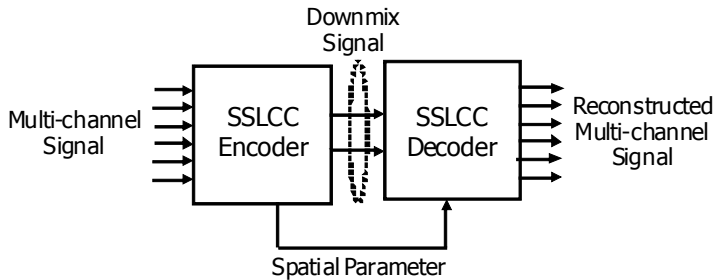 Downmix
Signal
Multi-channel
Signal
SSLCC
Encoder
SSLCC
Decoder
Reconstructed
Multi-channel
Signal
Spatial Parameter